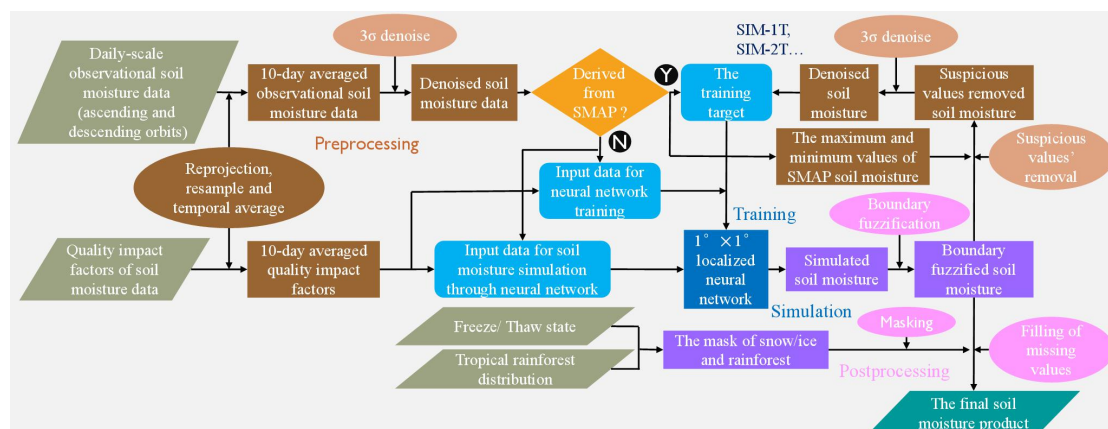 Daily-scale
observational soil
moisture data
(ascending and
descending orbits)
3σ denoise
10-day averaged
observational soil
moisture data
Denoised soil
moisture data
Derived
from
SMAP ?
Y
N
SIM-1T,
SIM-2T…
The
training
target
3σ denoise
Denoised
soil
moisture
Suspicious
values removed
soil moisture
Preprocessing
The maximum and
minimum values of
SMAP soil moisture
Suspicious
values’
removal
Reprojection,
resample and
temporal average
Input data for
neural network
training
Training
Boundary
fuzzification
Quality impact
factors of soil
moisture data
10-day averaged
quality impact
factors
Input data for soil
moisture simulation
through neural network
1° ×1°
localized
neural
network
Simulated
soil moisture
Boundary
fuzzified soil
moisture
Simulation
Freeze/ Thaw state
Tropical rainforest
distribution
The mask of snow/ice
and rainforest
Masking
Filling of
missing
values
Postprocessing
The final soil
moisture product